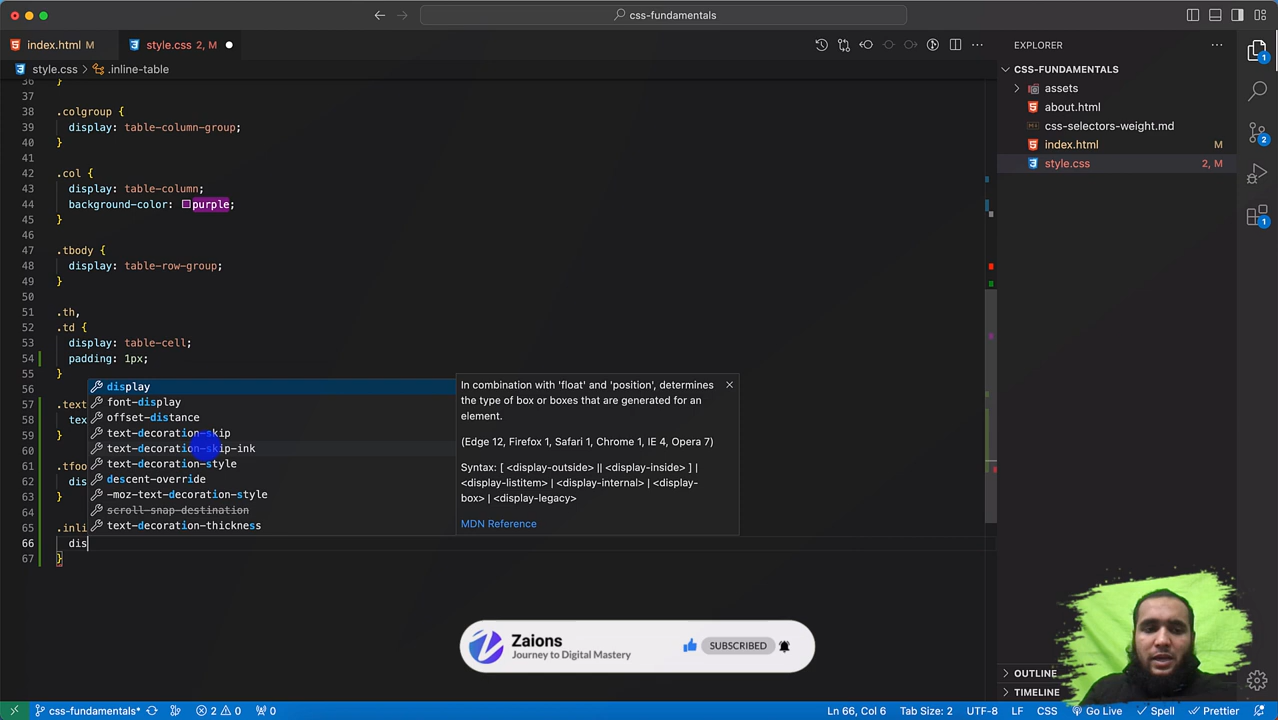 css-fundamentals
index.html M
style.css 2, M
style.css
.inline-table
EXPLORER
CSS-FUNDAMENTALS
assets
about.html
css-selectors-weight.md
index.html M
style.css 2, M
36 }
37
38 .colgroup {
39 display: table-column-group;
40 }
41
42 .col {
43 display: table-column;
44 background-color: purple;
45 }
46
47 .tbody {
48 display: table-row-group;
49 }
50
51 .th,
52 .td {
53 display: table-cell;
54 padding: 1px;
55 }
56
57 .text
58 tex
59 }
60
61 .tfoo
62 dis
63 }
64
65 .inli
66 dis
67 }
display
font-display
offset-distance
text-decoration-skip
text-decoration-skip-ink
text-decoration-style
descent-override
-moz-text-decoration-style
scroll-snap-destination
text-decoration-thickness
In combination with 'float' and 'position', determines
the type of box or boxes that are generated for an
element.
(Edge 12, Firefox 1, Safari 1, Chrome 1, IE 4, Opera 7)
Syntax: [ <display-outside> || <display-inside> ] |
<display-listitem> | <display-internal> | <display-
box> | <display-legacy>
MDN Reference
1
2
1
Zaions
Journey to Digital Mastery
SUBSCRIBED
OUTLINE
TIMELINE
css-fundamentals* 2 0 0 Ln 66, Col 6 Tab Size: 2 UTF-8 LF CSS Go Live Spell Prettier